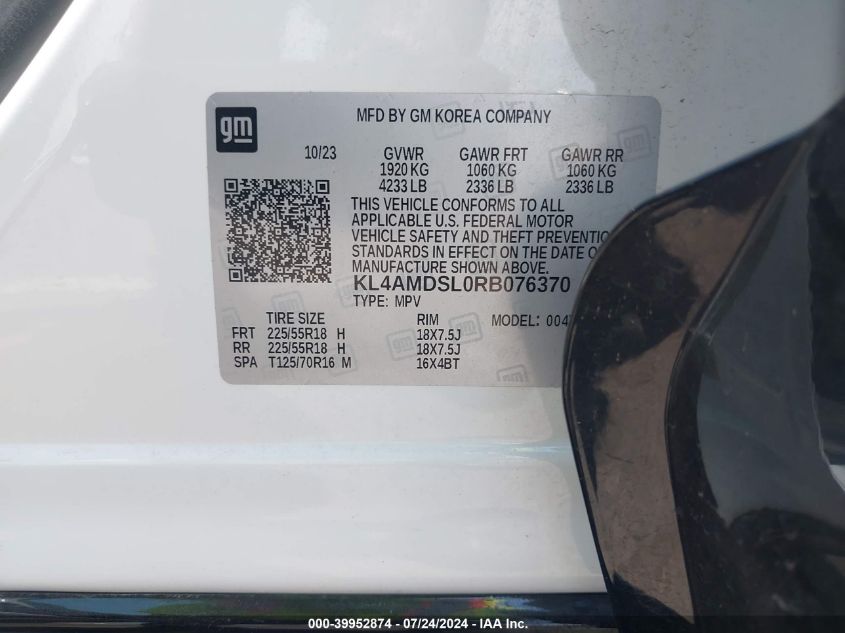 gm
MFD BY GM KOREA COMPANY
10/23 GVWR GAWR FRT GAWR RR
1920 KG 1060 KG 1060 KG
4233 LB 2336 LB 2336 LB
THIS VEHICLE CONFORMS TO ALL
APPLICABLE U.S. FEDERAL MOTOR
VEHICLE SAFETY AND THEFT PREVENTION
STANDARDS IN EFFECT ON THE DATE
MANUFACTURE SHOWN ABOVE.
KL4AMDSL0RB076370
TYPE: MPV
TIRE SIZE RIM MODEL:
FRT 225/55R18 H 18X7.5J
RR 225/55R18 H 18X7.5J
SPA T125/70R16 M 16X4BT
000-39952874 / 07/24/2024 - IAA Inc.